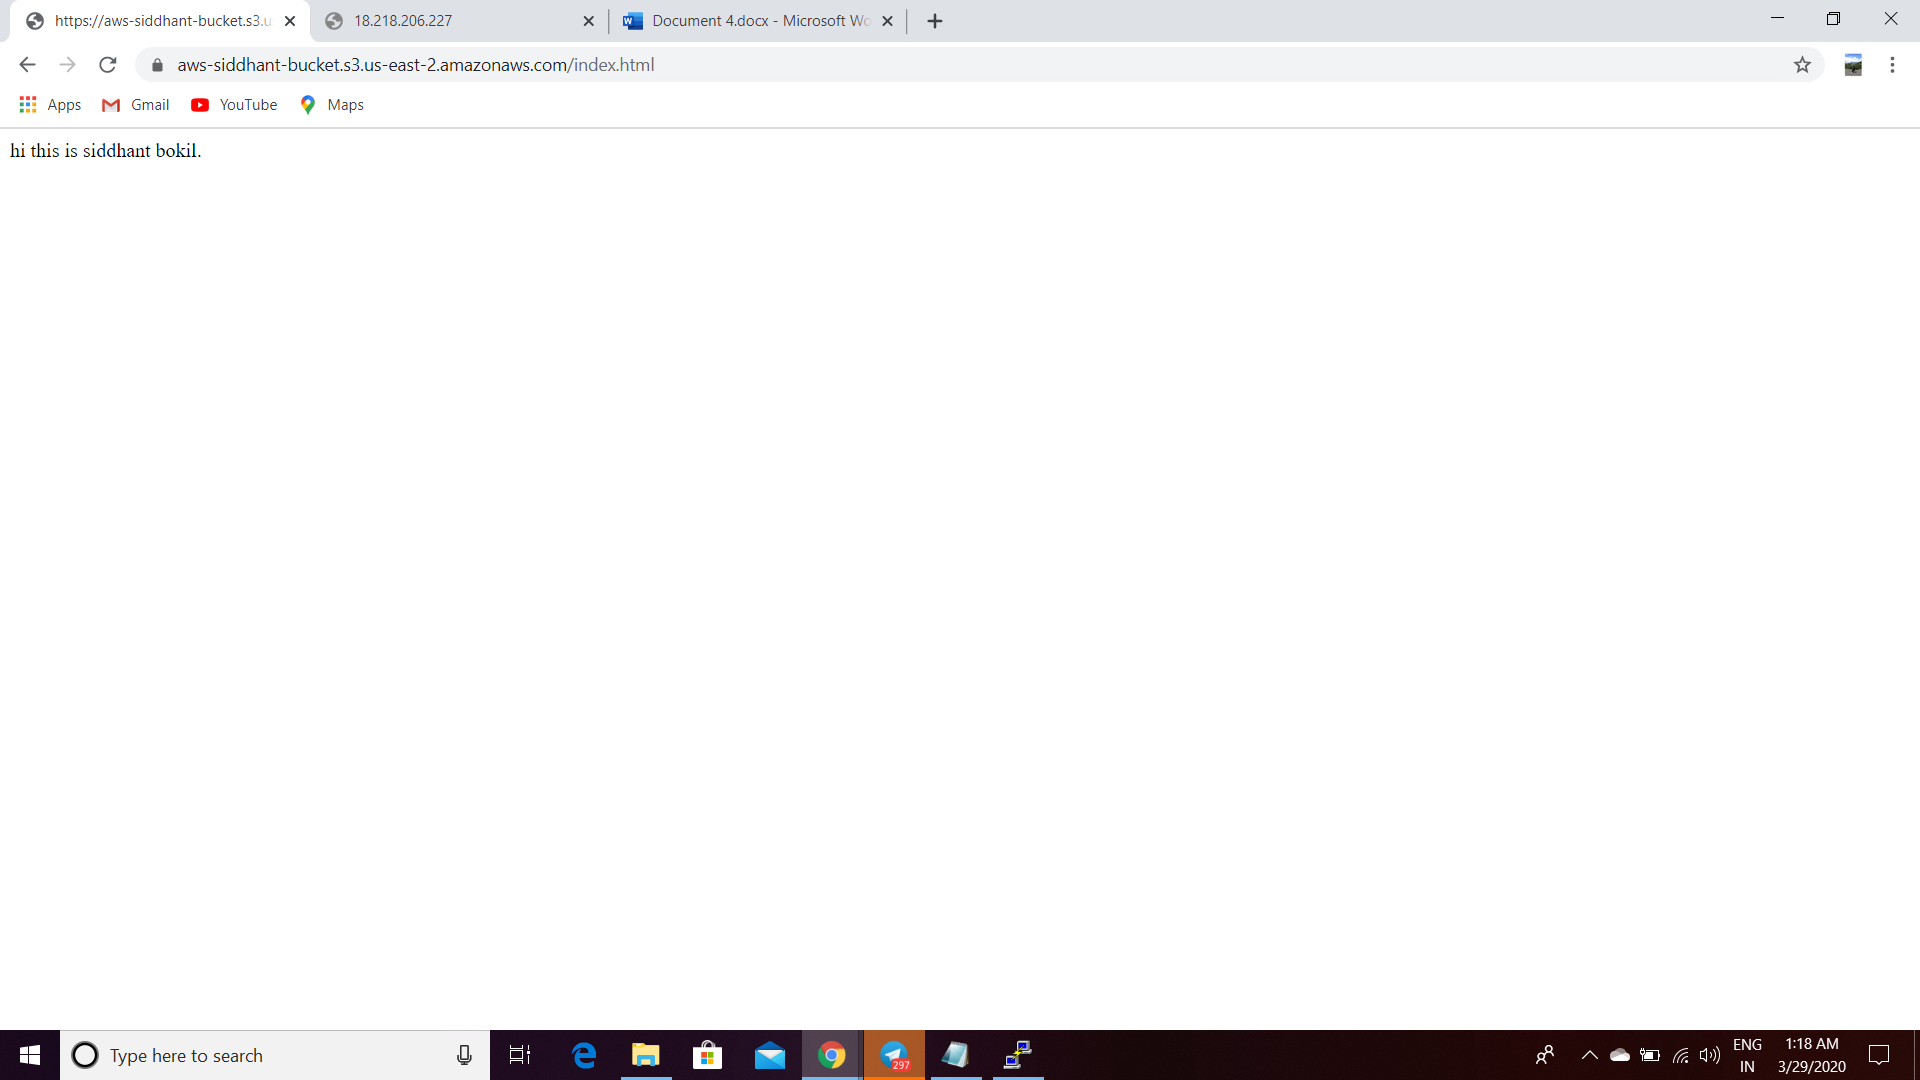 https://aws-siddhant-bucket.s3.u
18.218.206.227
Document 4.docx - Microsoft Wo
aws-siddhant-bucket.s3.us-east-2.amazonaws.com/index.html
Apps
Gmail
YouTube
Maps
hi this is siddhant bokil.
Type here to search
297
ENG
IN
1:18 AM
3/29/2020